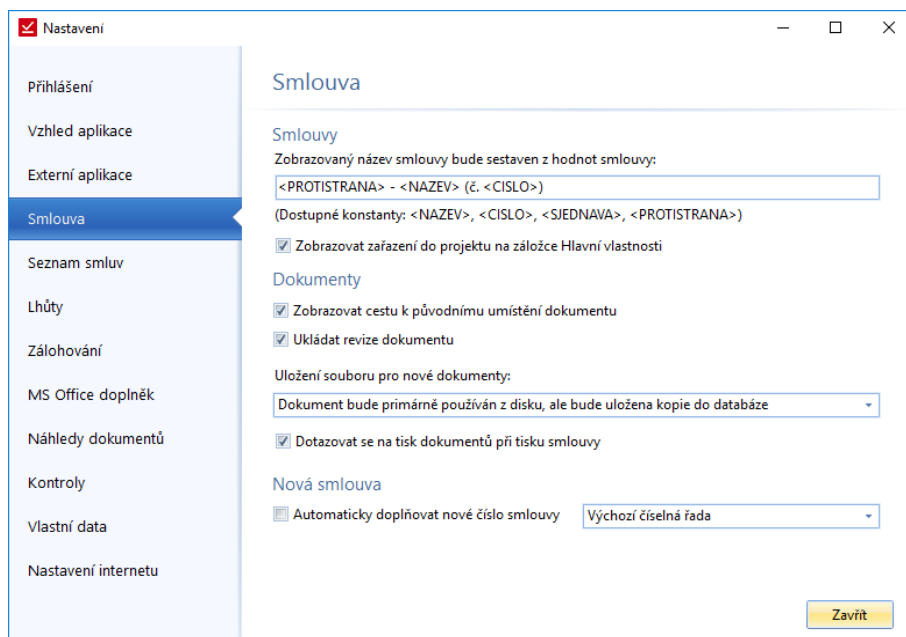 Nastavení
Přihlášení
Vzhled aplikace
Externí aplikace
Smlouva
Seznam smluv
Lhůty
Zálohování
MS Office doplněk
Náhledy dokumentů
Kontroly
Vlastní data
Nastavení internetu
Smlouva
Smlouvy
Zobrazovaný název smlouvy bude sestaven z hodnot smlouvy:
<PROTISTRANA> - <NAZEV> (č. <CISLO>)
(Dostupné konstanty: <NAZEV>, <CISLO>, <SJEDNAVA>, <PROTISTRANA>)
Zobrazovat zařazení do projektu na záložce Hlavní vlastnosti
Dokumenty
Zobrazovat cestu k původnímu umístění dokumentu
Ukládat revize dokumentu
Uložení souboru pro nové dokumenty:
Dokument bude primárně používán z disku, ale bude uložena kopie do databáze
Dotazovat se na tisk dokumentů při tisku smlouvy
Nová smlouva
Automaticky doplňovat nové číslo smlouvy Výchozí číselná řada
Zavřít